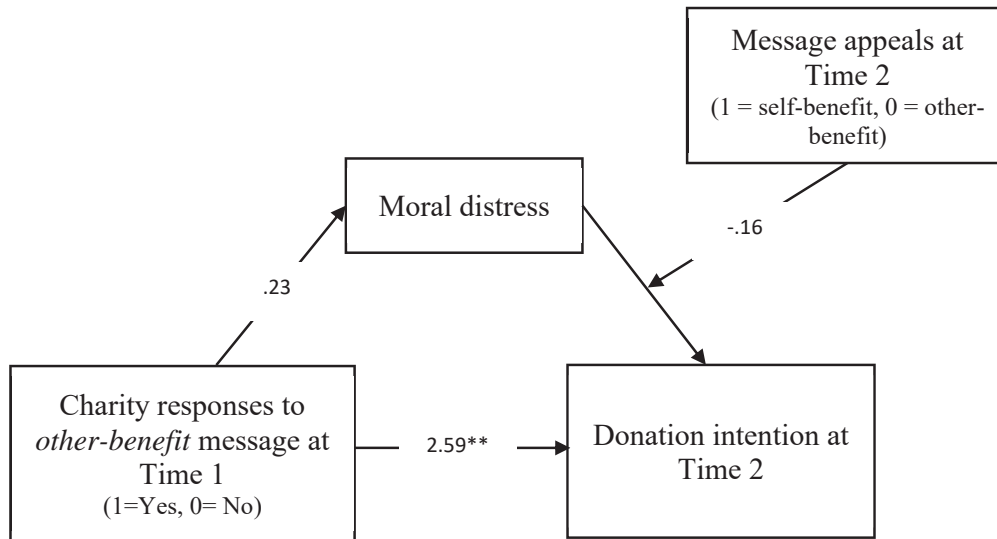 Message appeals at
Time 2
(1 = self-benefit, 0 = other-
benefit)
Moral distress
-.16
.23
Charity responses to
other-benefit message at
Time 1
(1=Yes, 0= No)
2.59**
Donation intention at
Time 2